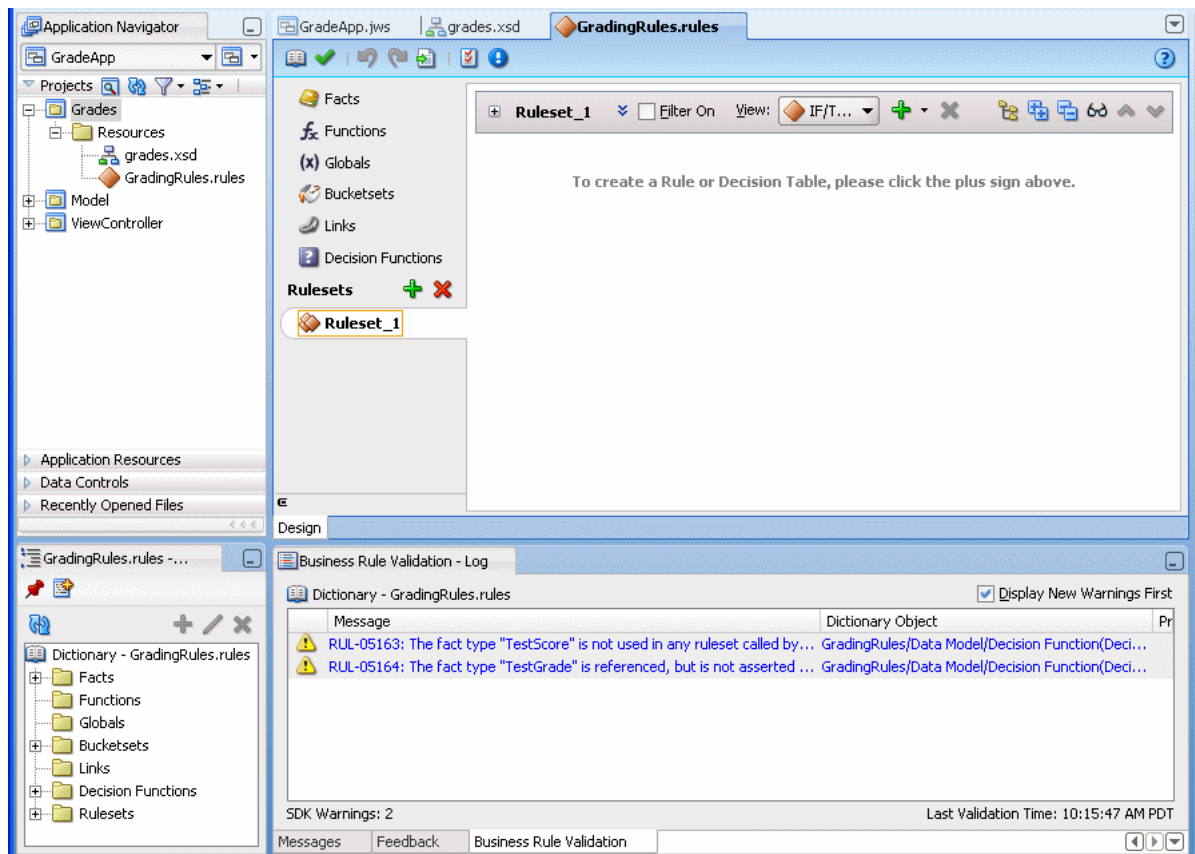 Application Navigator
GradeApp
Projects
Grades
Resources
grades.xsd
GradingRules.rules
Model
ViewController
Application Resources
Data Controls
Recently Opened Files
GradeApp.jws
grades.xsd
GradingRules.rules
Facts
Functions
Globals
Bucketsets
Links
Decision Functions
Rulesets
Ruleset_1
Ruleset_1 Filter On View: IF/T...
To create a Rule or Decision Table, please click the plus sign above.
Design
GradingRules.rules -...
Dictionary - GradingRules.rules
Facts
Functions
Globals
Bucketsets
Links
Decision Functions
Rulesets
Business Rule Validation - Log
Dictionary - GradingRules.rules Display New Warnings First
Message Dictionary Object Pr
RUL-05163: The fact type "TestScore" is not used in any ruleset called by... GradingRules/Data Model/Decision Function(Deci...
RUL-05164: The fact type "TestGrade" is referenced, but is not asserted ... GradingRules/Data Model/Decision Function(Deci...
SDK Warnings: 2 Last Validation Time: 10:15:47 AM PDT
Messages Feedback Business Rule Validation